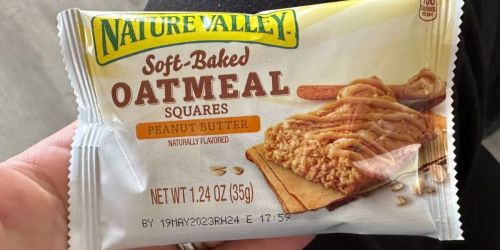 NATURE VALLEY
Soft-Baked
OATMEAL
SQUARES
PEANUT BUTTER
NATURALLY FLAVORED
NET WT 1.24 OZ (35g)
BY 19MAY2023RH24 E 17:59